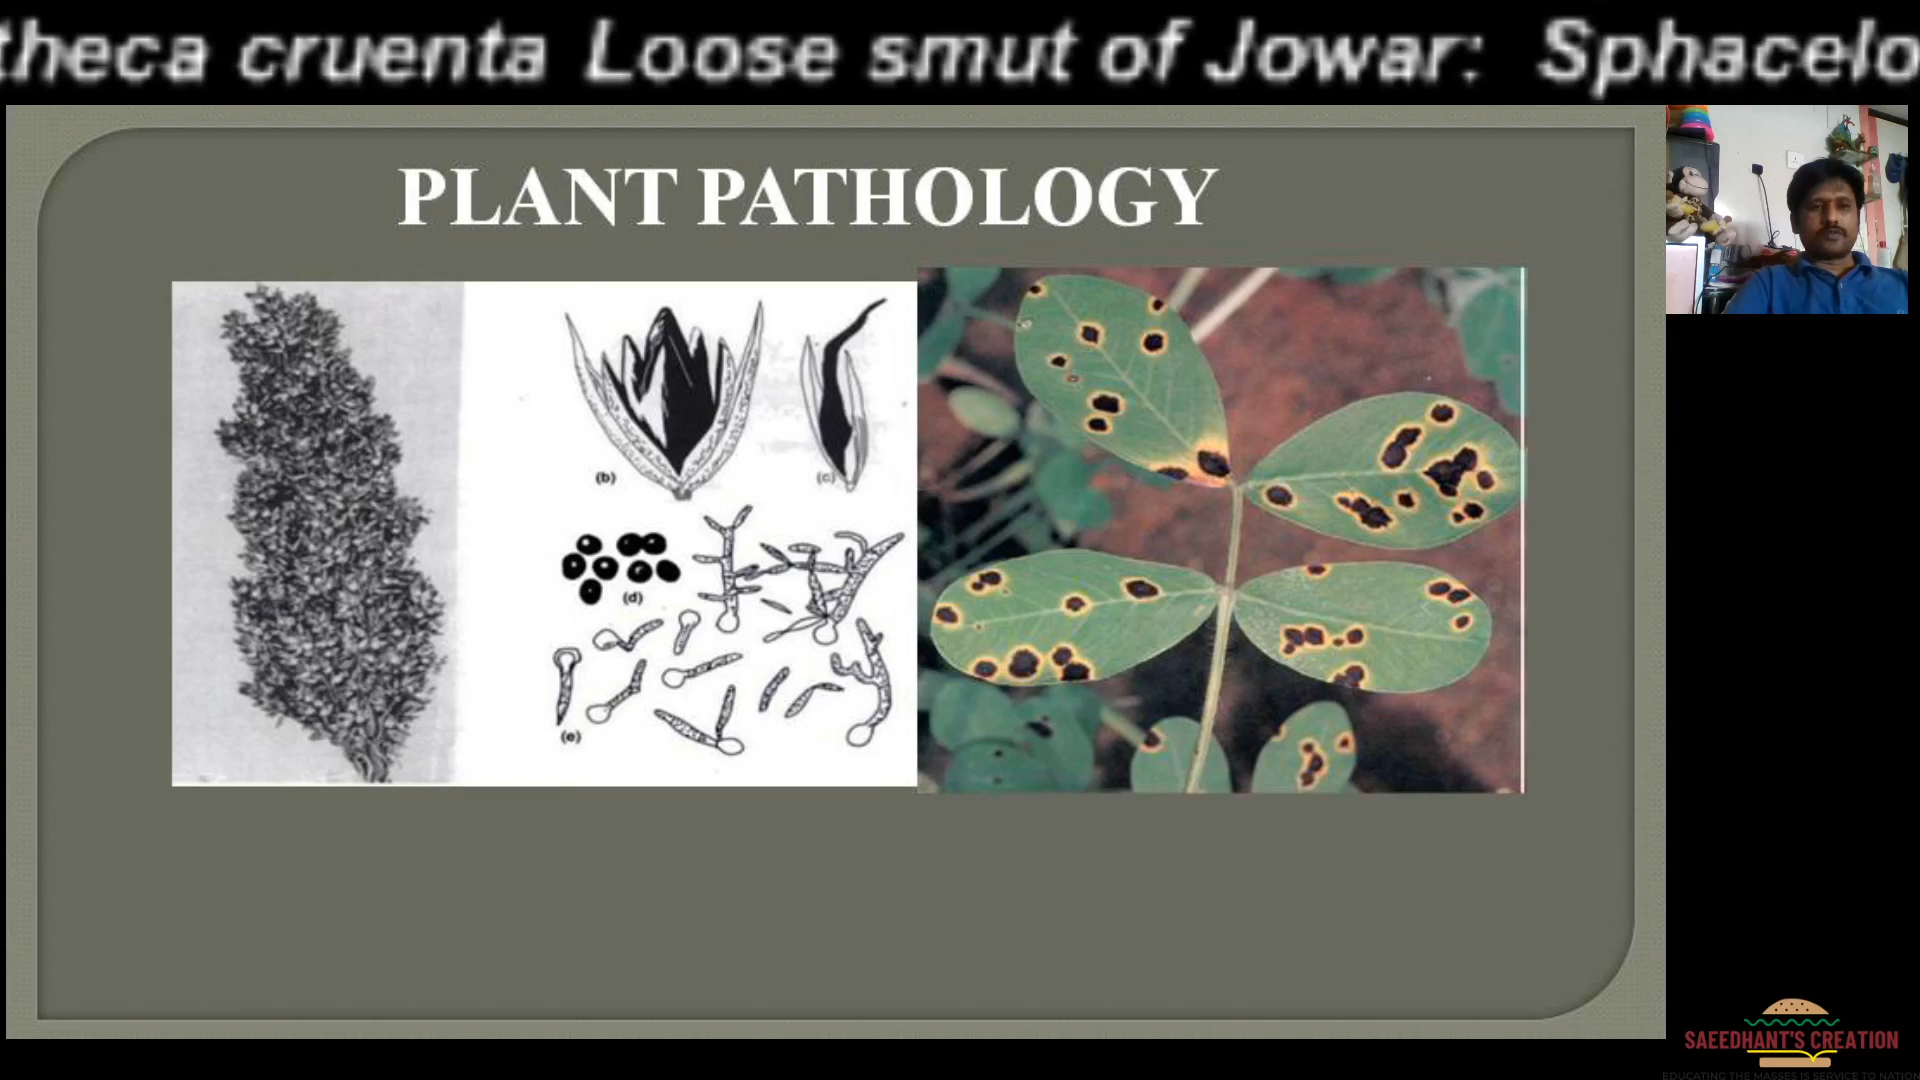 theca cruenta Loose smut of Jowar: Sphacelo
PLANT PATHOLOGY
(b)
(c)
(d)
(e)
SAEEDHANT'S CREATION
EDUCATING THE MASSES IS SERVICE TO NATION